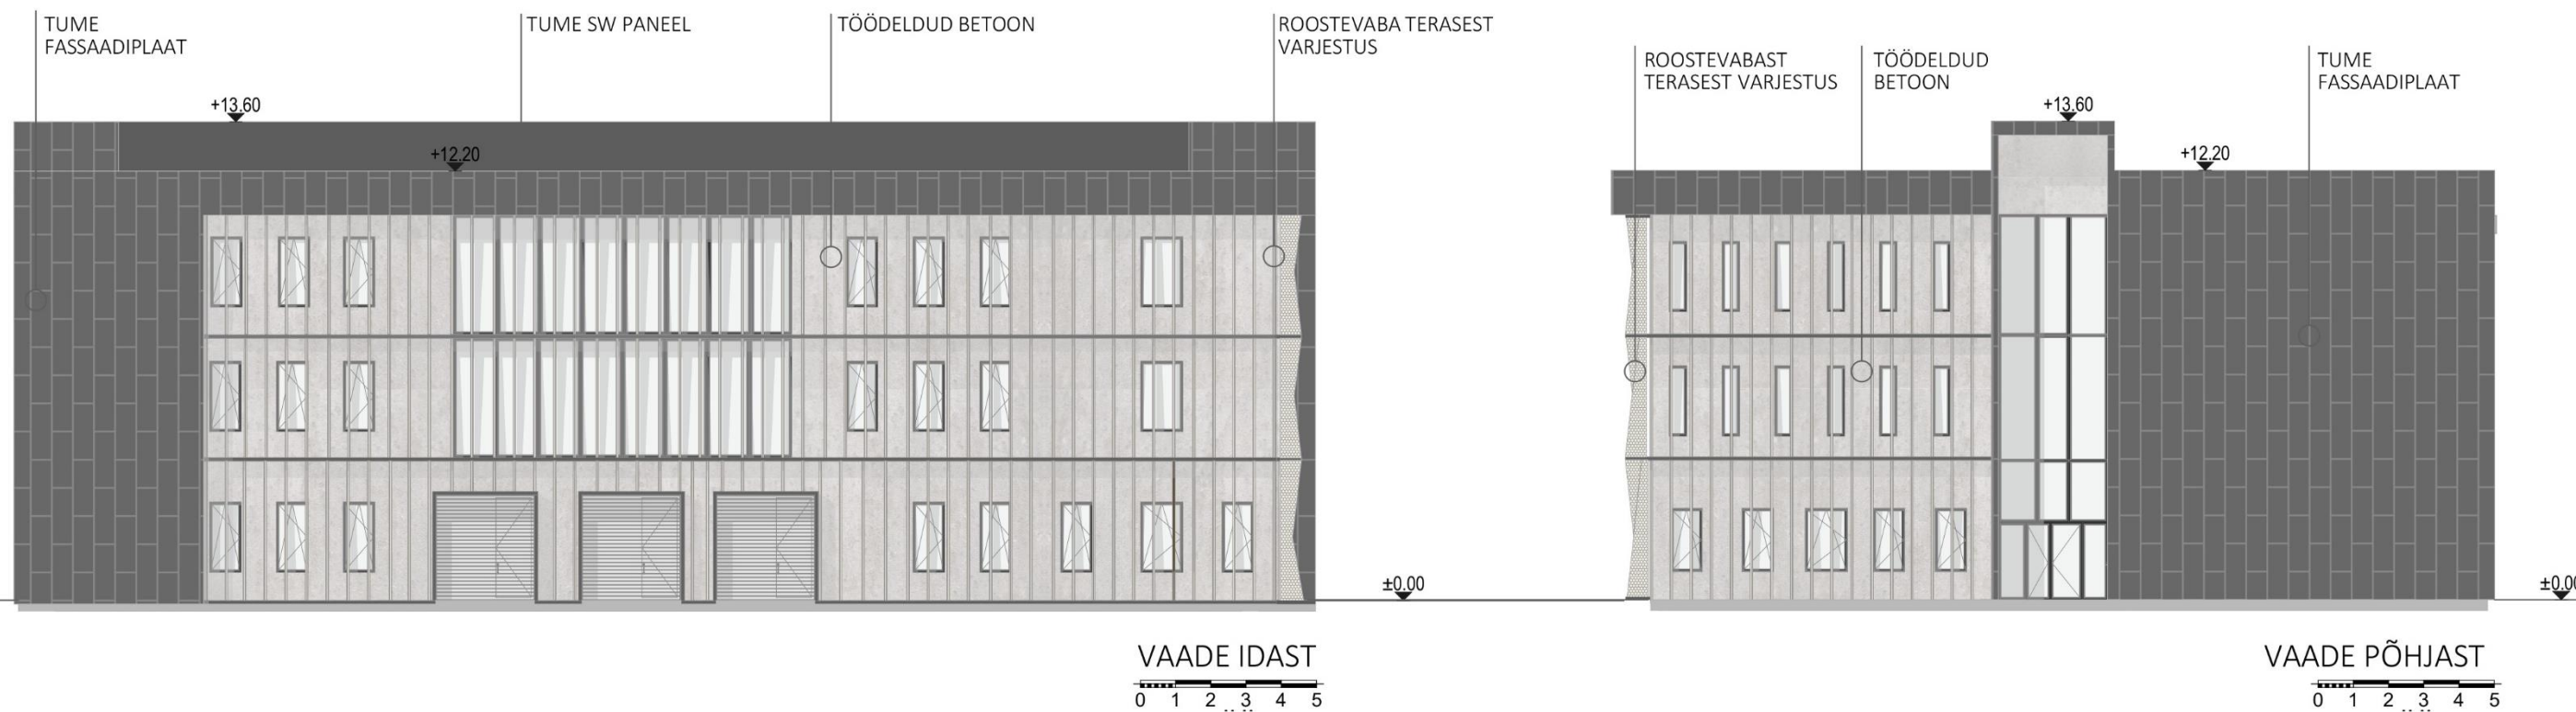 TUME
FASSAADIPLAAT
TUME SW PANEEL
TÖÖDELDUD BETOON
ROOSTEVABA TERASEST
VARJESTUS
+13.60
+12.20
±0.00
VAADE IDAST
0 1 2 3 4 5
ROOSTEVABAST
TERASEST VARJESTUS
TÖÖDELDUD
BETOON
TUME
FASSAADIPLAAT
+13.60
+12.20
±0.00
VAADE PÕHJAST
0 1 2 3 4 5